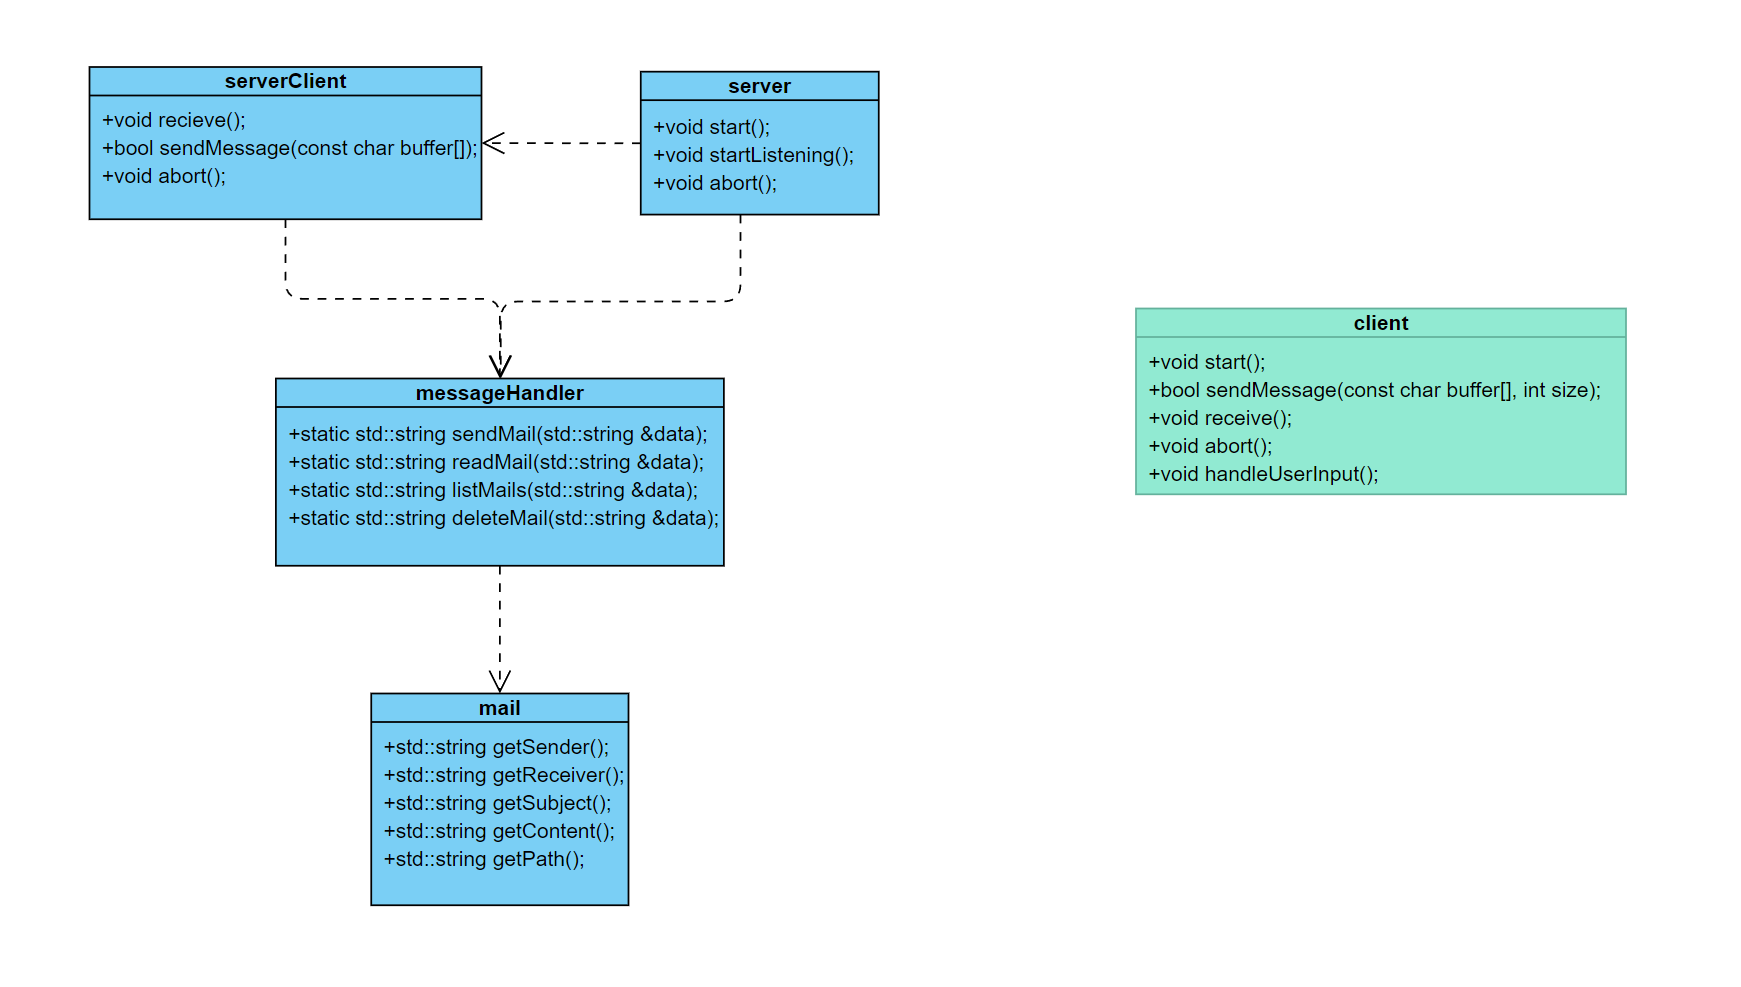 serverClient
+void recieve();
+bool sendMessage(const char buffer[]);
+void abort();
server
+void start();
+void startListening();
+void abort();
messageHandler
+static std::string sendMail(std::string &data);
+static std::string readMail(std::string &data);
+static std::string listMails(std::string &data);
+static std::string deleteMail(std::string &data);
mail
+std::string getSender();
+std::string getReceiver();
+std::string getSubject();
+std::string getContent();
+std::string getPath();
client
+void start();
+bool sendMessage(const char buffer[], int size);
+void receive();
+void abort();
+void handleUserInput();